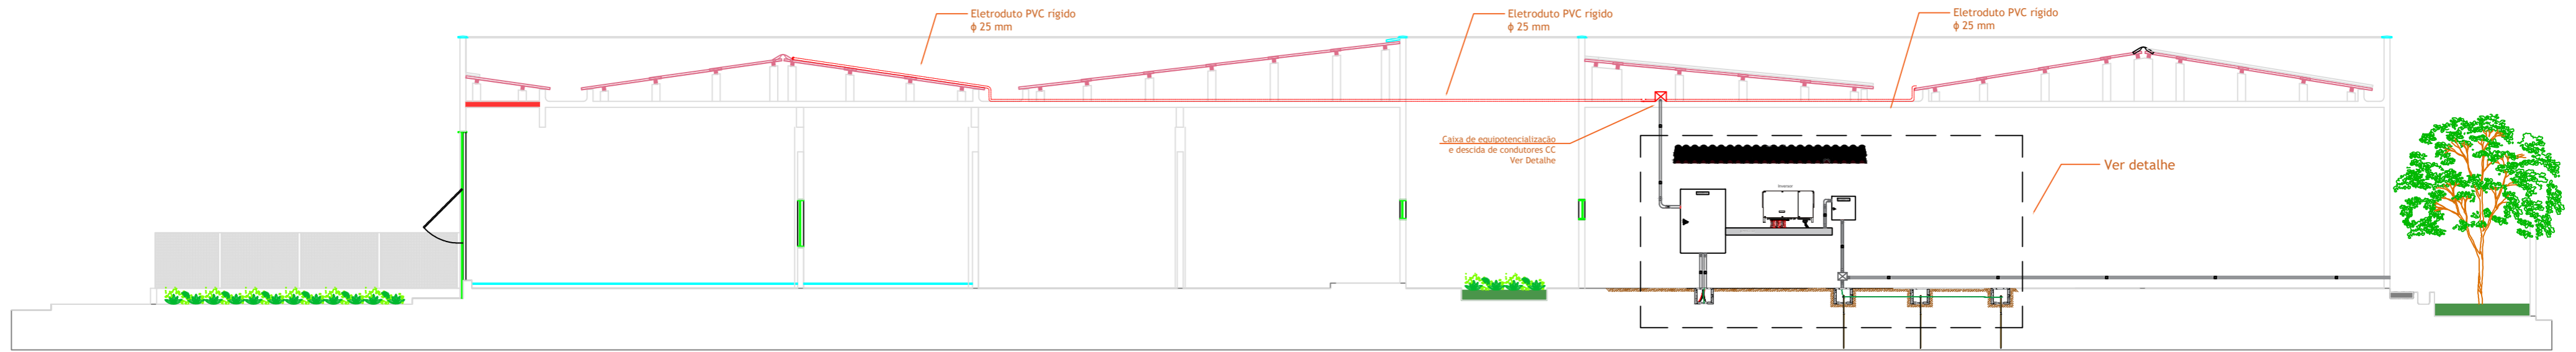 Eletroduto PVC rígido
ϕ 25 mm
Eletroduto PVC rígido
ϕ 25 mm
Eletroduto PVC rígido
ϕ 25 mm
Caixa de equipotencialização
e descida de condutores CC
Ver Detalhe
Ver detalhe
Inversor